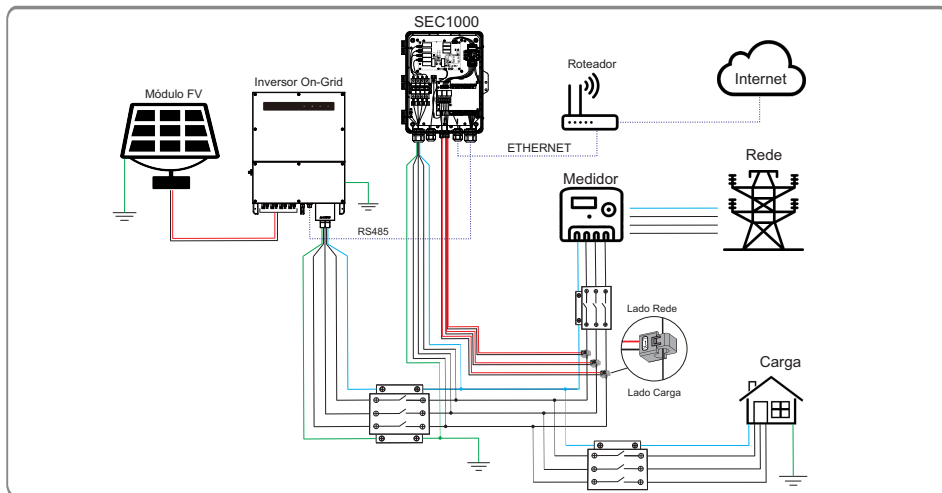 SEC1000
Roteador
Internet
Inversor On-Grid
Módulo FV
ETHERNET
Rede
Medidor
RS485
Lado Rede
Lado Carga
Carga